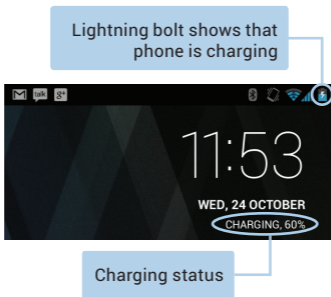 Lightning bolt shows that
phone is charging
talk g+
11:53
WED, 24 OCTOBER
CHARGING, 60%
Charging status